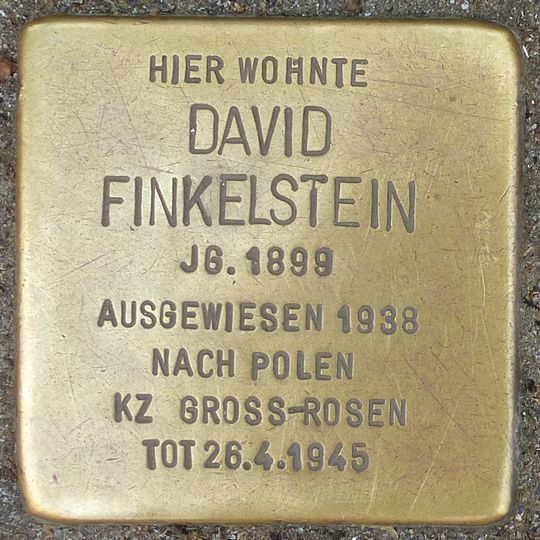 HIER WOHNTE
DAVID
FINKELSTEIN
JG. 1899
AUSGEWIESEN 1938
NACH POLEN
KZ GROSS-ROSEN
TOT 26.4.1945